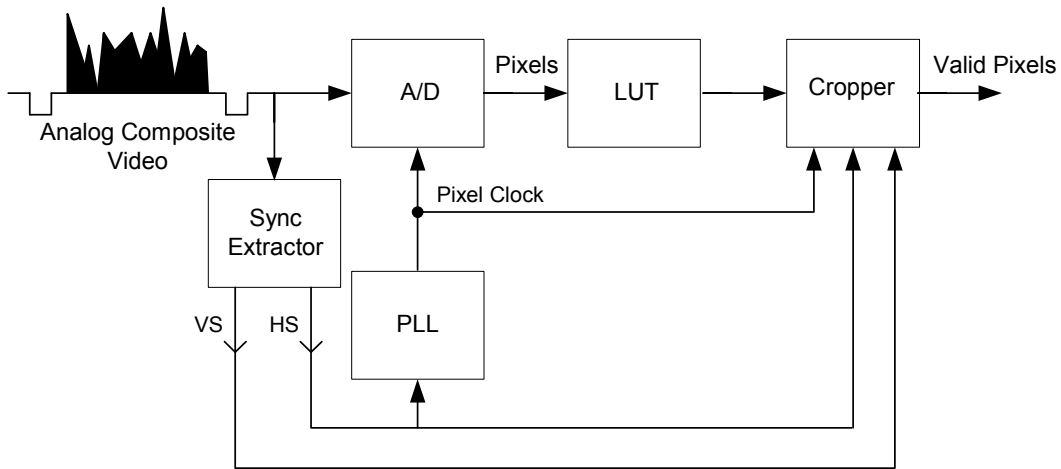 Analog Composite
Video
A/D
Pixels
LUT
Cropper
Valid Pixels
Sync
Extractor
Pixel Clock
VS
HS
PLL